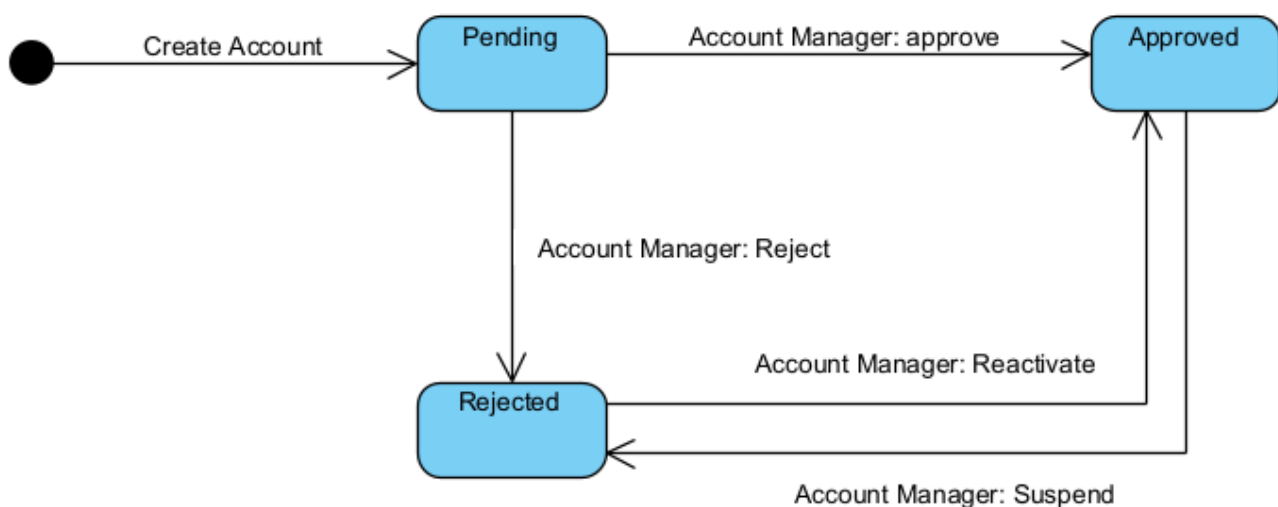 Create Account
Pending
Account Manager: approve
Approved
Account Manager: Reject
Account Manager: Reactivate
Rejected
Account Manager: Suspend